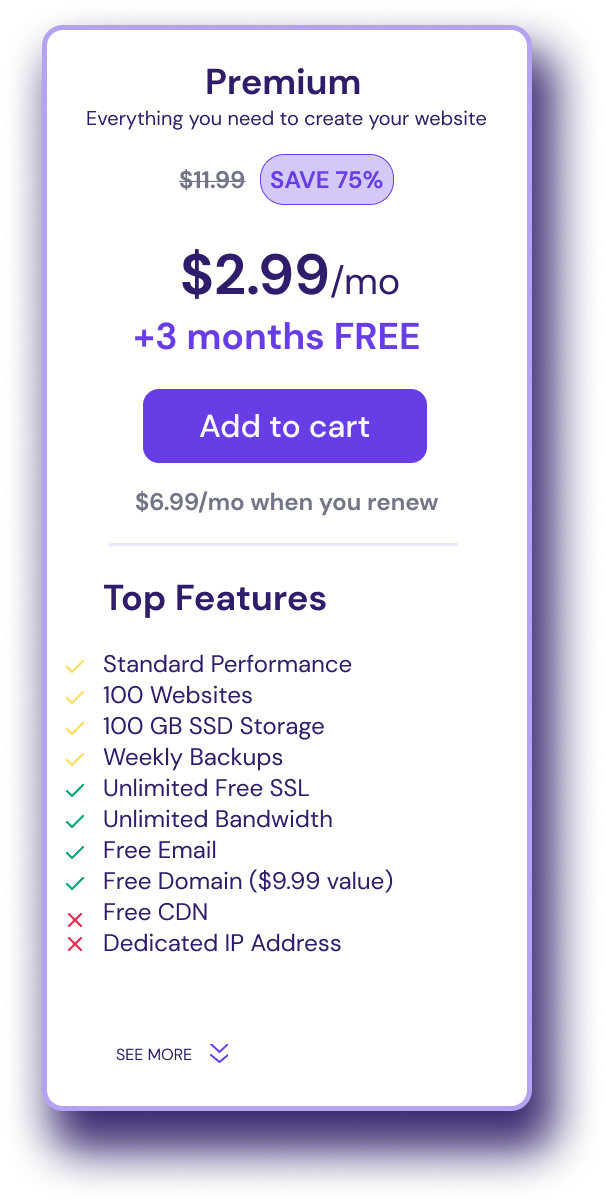 Premium
Everything you need to create your website
$11.99 SAVE 75%
$2.99/mo
+3 months FREE
Add to cart
$6.99/mo when you renew
Top Features
Standard Performance
100 Websites
100 GB SSD Storage
Weekly Backups
Unlimited Free SSL
Unlimited Bandwidth
Free Email
Free Domain ($9.99 value)
Free CDN
Dedicated IP Address
SEE MORE